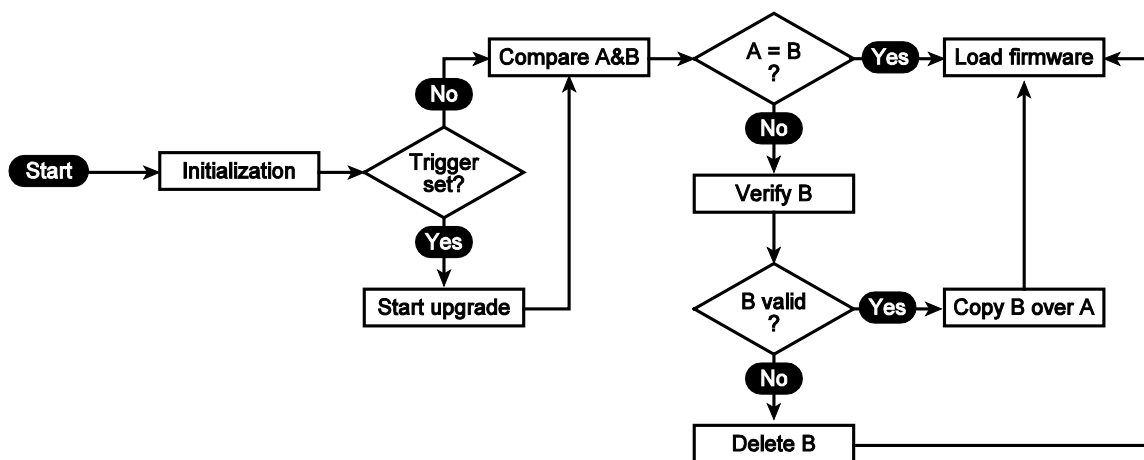 Start
Initialization
Trigger
set?
No
Yes
Start upgrade
Compare A&B
A = B
?
Yes
Load firmware
No
Verify B
B valid
?
Yes
Copy B over A
No
Delete B